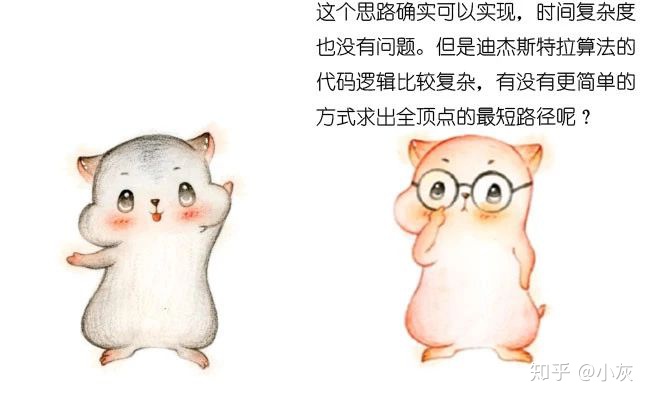 这个思路确实可以实现，时间复杂度
也没有问题。但是迪杰斯特拉算法的
代码逻辑比较复杂，有没有更简单的
方式求出全顶点的最短路径呢？
知乎 @小灰